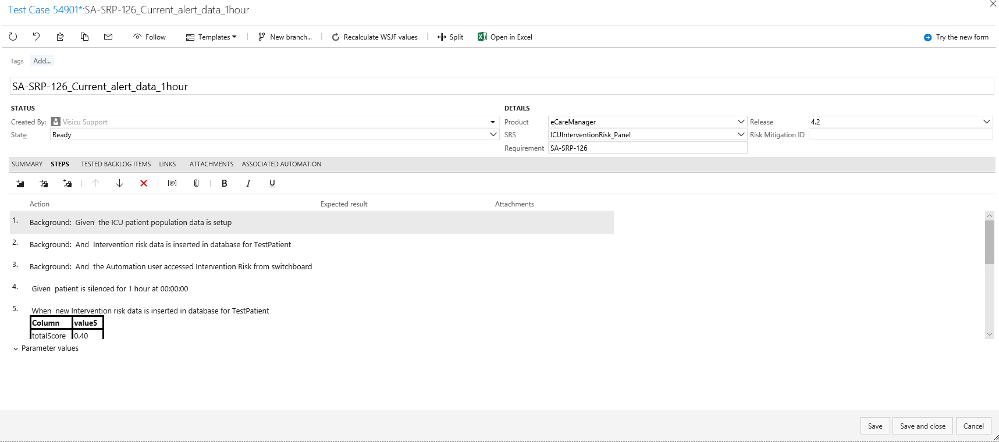 Test Case 54901*:SA-SRP-126_Current_alert_data_1hour
Follow Templates New branch... Recalculate WSJF values Split Open in Excel Try the new form
Tags Add...
SA-SRP-126_Current_alert_data_1hour
STATUS DETAILS
Created By: Visicu Support Product eCareManager Release 4.2
State Ready SRS ICUInterventionRisk_Panel Risk Mitigation ID
Requirement SA-SRP-126
SUMMARY STEPS TESTED BACKLOG ITEMS LINKS ATTACHMENTS ASSOCIATED AUTOMATION
[@] B I U
Action Expected result Attachments
1. Background: Given the ICU patient population data is setup
2. Background: And Intervention risk data is inserted in database for TestPatient
3. Background: And the Automation user accessed Intervention Risk from switchboard
4. Given patient is silenced for 1 hour at 00:00:00
5. When new Intervention risk data is inserted in database for TestPatient
Column value5
totalScore 0.40
Parameter values
Save Save and close Cancel